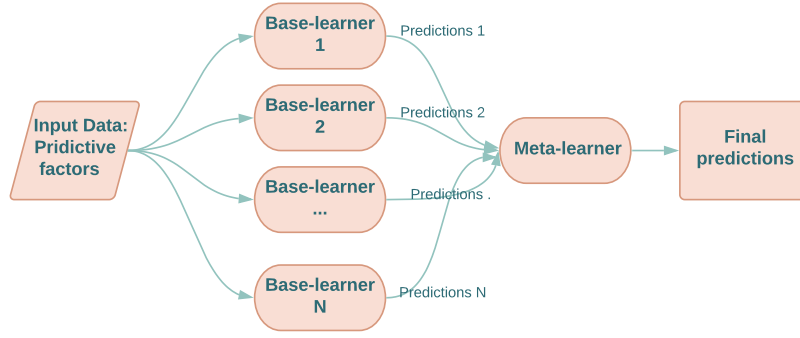 Input Data:
Pridictive
factors
Base-learner
1
Predictions 1
Base-learner
2
Predictions 2
Base-learner
...
Predictions .
Base-learner
N
Predictions N
Meta-learner
Final
predictions